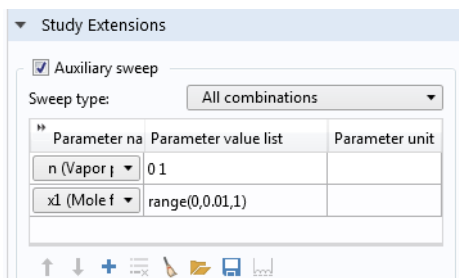 Study Extensions
Auxiliary sweep
Sweep type: All combinations
Parameter na Parameter value list Parameter unit
n (Vapor p 0 1
x1 (Mole f range(0,0.01,1)